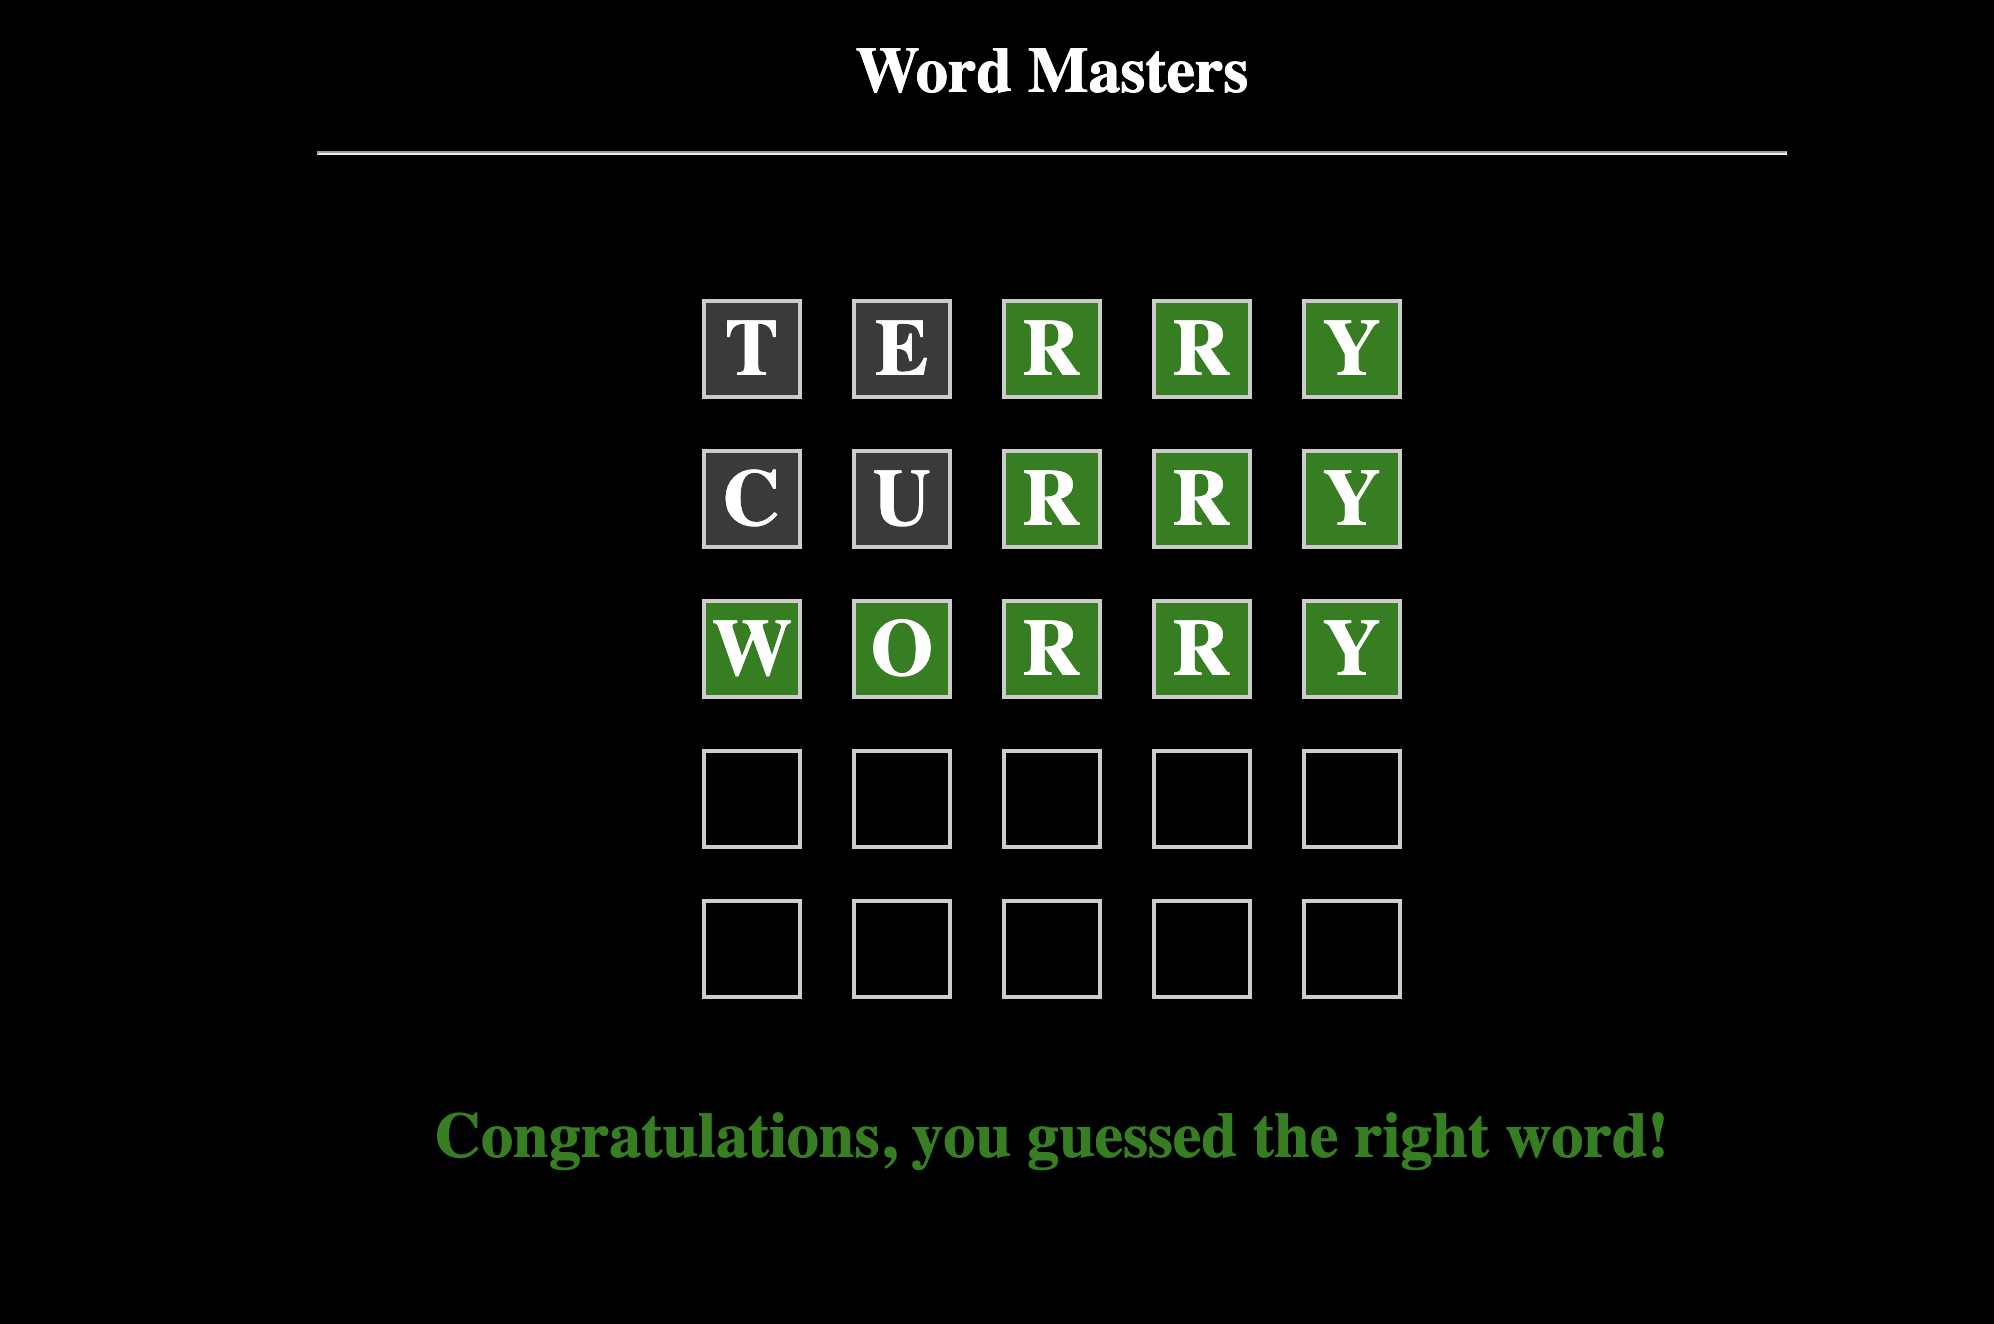 Word Masters
T E R R Y
C U R R Y
W O R R Y
Congratulations, you guessed the right word!